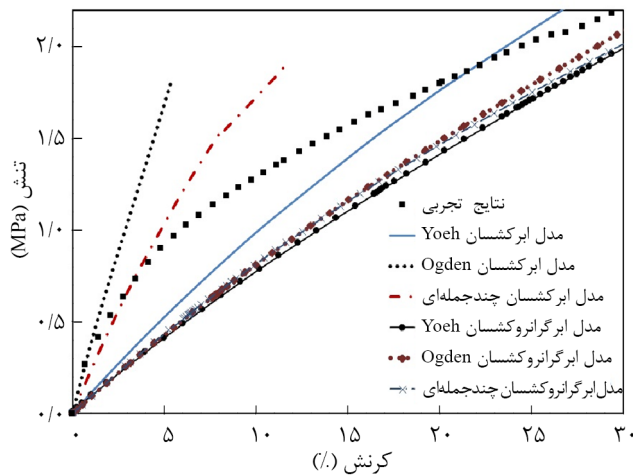 ۲/۰
۱/۵
۱/۰
۰/۵
۰/۰
تنش (MPa)
نتایج تجربی
مدل ابرکشسان Yoeh
مدل ابرکشسان Ogden
مدل ابرکشسان چندجمله‌ای
مدل ابرگرانروکشسان Yoeh
مدل ابرگرانروکشسان Ogden
مدل‌ابرگرانروکشسان‌چندجمله‌ای
۰ ۵ ۱۰ ۱۵ ۲۰ ۲۵ ۳۰
کرنش (٪)